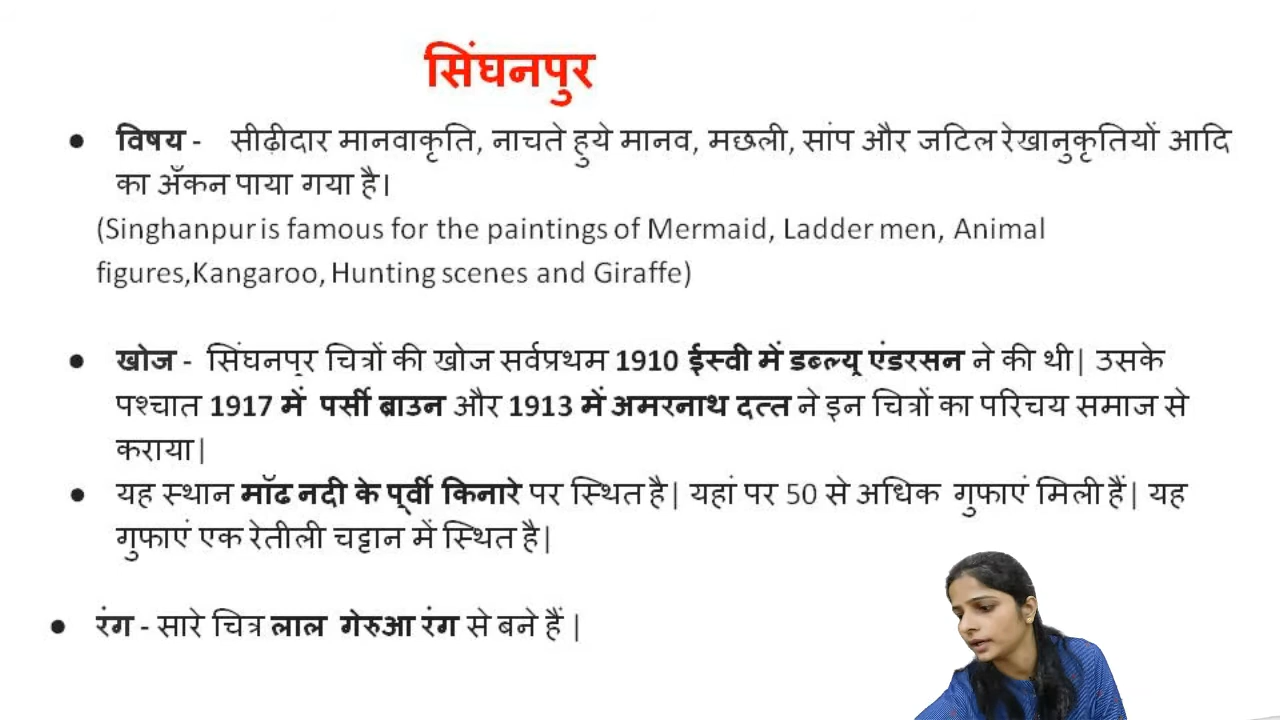 सिंघनपुर
● विषय - सीढ़ीदार मानवाकृति, नाचते हुये मानव, मछली, सांप और जटिल रेखानुकृतियों आदि
का अँकन पाया गया है।
(Singhanpur is famous for the paintings of Mermaid, Ladder men, Animal
figures,Kangaroo, Hunting scenes and Giraffe)
● खोज - सिंघनपुर चित्रों की खोज सर्वप्रथम 1910 ईस्वी में डब्ल्यू एंडरसन ने की थी| उसके
पश्चात 1917 में पर्सी ब्राउन और 1913 में अमरनाथ दत्त ने इन चित्रों का परिचय समाज से
कराया|
● यह स्थान मॉढ नदी के पूर्वी किनारे पर स्थित है| यहां पर 50 से अधिक गुफाएं मिली हैं| यह
गुफाएं एक रेतीली चट्टान में स्थित है|
● रंग - सारे चित्र लाल गेरुआ रंग से बने हैं |